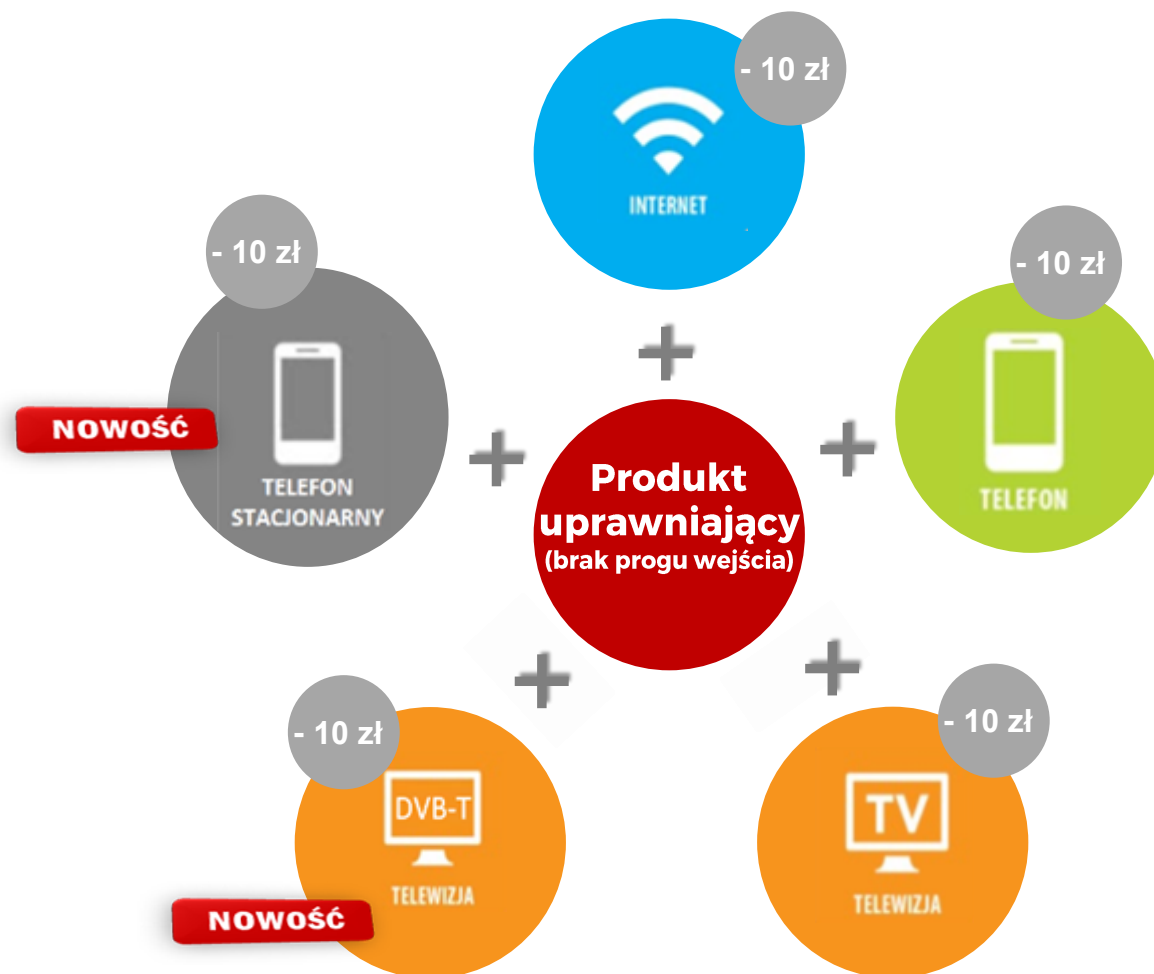 - 10 zł
INTERNET
- 10 zł
NOWOŚĆ
TELEFON
STACJONARNY
- 10 zł
TELEFON
Produkt
uprawniający
(brak progu wejścia)
- 10 zł
DVB-T
TELEWIZJA
NOWOŚĆ
- 10 zł
TV
TELEWIZJA